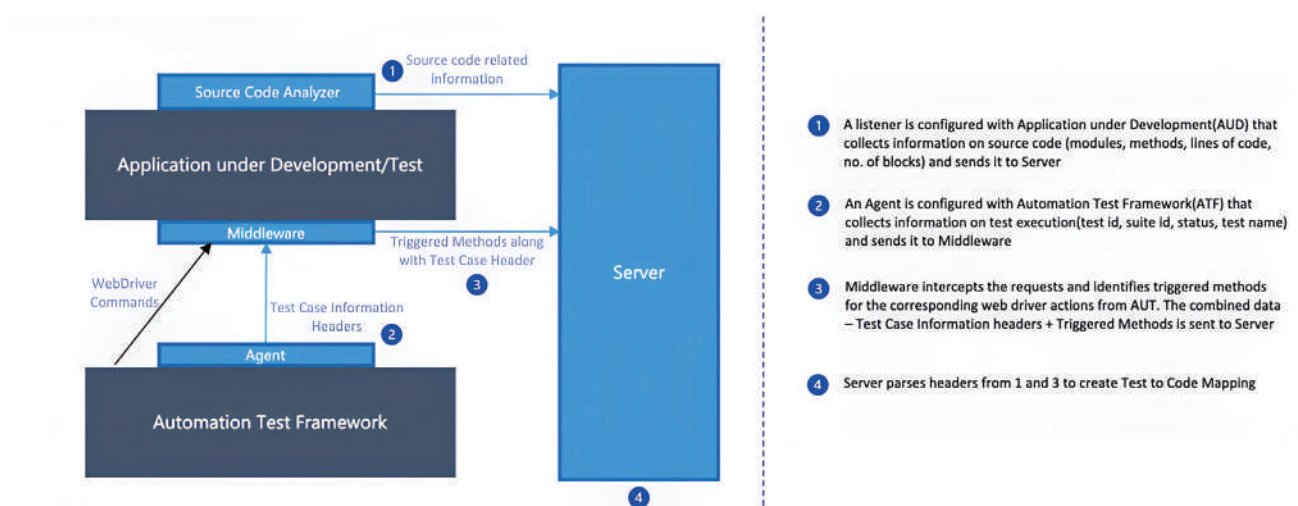 1
Source code related
information
Source Code Analyzer
Application under Development/Test
Middleware
Triggered Methods along
with Test Case Header
3
WebDriver
Commands
Test Case Information
Headers
2
Agent
Automation Test Framework
Server
4
1 A listener is configured with Application under Development(AUD) that
collects information on source code (modules, methods, lines of code,
no. of blocks) and sends it to Server
2 An Agent is configured with Automation Test Framework(ATF) that
collects information on test execution(test id, suite id, status, test name)
and sends it to Middleware
3 Middleware intercepts the requests and identifies triggered methods
for the corresponding web driver actions from AUT. The combined data
– Test Case Information headers + Triggered Methods is sent to Server
4 Server parses headers from 1 and 3 to create Test to Code Mapping